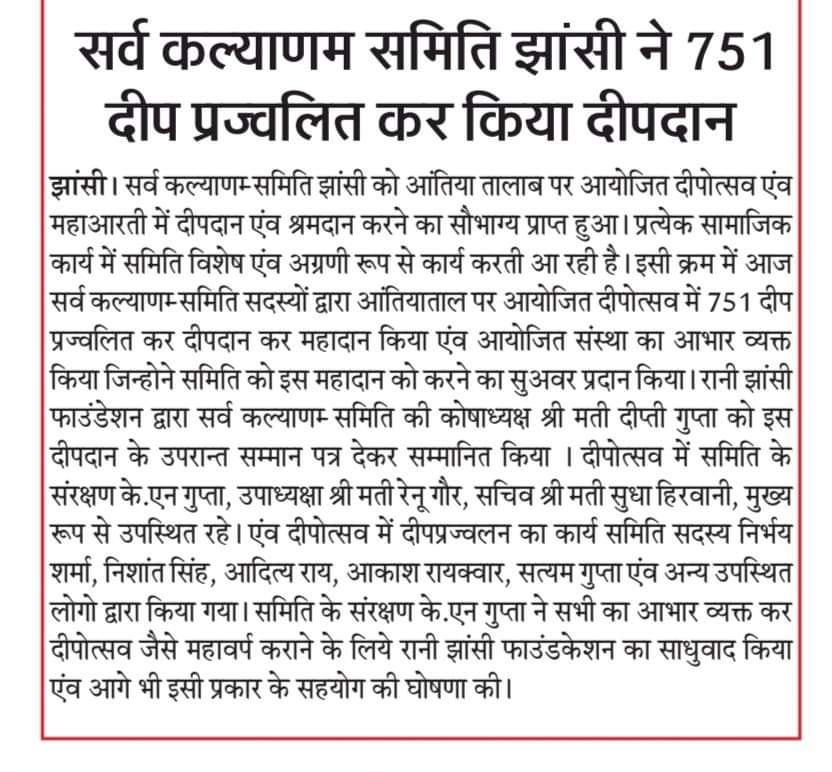 सर्व कल्याणम समिति झांसी ने 751
दीप प्रज्वलित कर किया दीपदान
झांसी। सर्व कल्याणम्-समिति झांसी को आंतिया तालाब पर आयोजित दीपोत्सव एंव
महाआरती में दीपदान एंव श्रमदान करने का सौभाग्य प्राप्त हुआ। प्रत्येक सामाजिक
कार्य में समिति विशेष एंव अग्रणी रूप से कार्य करती आ रही है। इसी क्रम में आज
सर्व कल्याणम्-समिति सदस्यों द्वारा आंतियाताल पर आयोजित दीपोत्सव में 751 दीप
प्रज्वलित कर दीपदान कर महादान किया एंव आयोजित संस्था का आभार व्यक्त
किया जिन्होने समिति को इस महादान को करने का सुअवर प्रदान किया। रानी झांसी
फाउंडेशन द्वारा सर्व कल्याणम्- समिति की कोषाध्यक्ष श्री मती दीप्ती गुप्ता को इस
दीपदान के उपरान्त सम्मान पत्र देकर सम्मानित किया । दीपोत्सव में समिति के
संरक्षण के.एन गुप्ता, उपाध्यक्षा श्री मती रेनू गौर, सचिव श्री मती सुधा हिरवानी, मुख्य
रूप से उपस्थित रहे। एंव दीपोत्सव में दीपप्रज्वलन का कार्य समिति सदस्य निर्भय
शर्मा, निशांत सिंह, आदित्य राय, आकाश रायक्वार, सत्यम गुप्ता एंव अन्य उपस्थित
लोगो द्वारा किया गया। समिति के संरक्षण के.एन गुप्ता ने सभी का आभार व्यक्त कर
दीपोत्सव जैसे महावर्प कराने के लिये रानी झांसी फाउंडकेशन का साधुवाद किया
एंव आगे भी इसी प्रकार के सहयोग की घोषणा की।